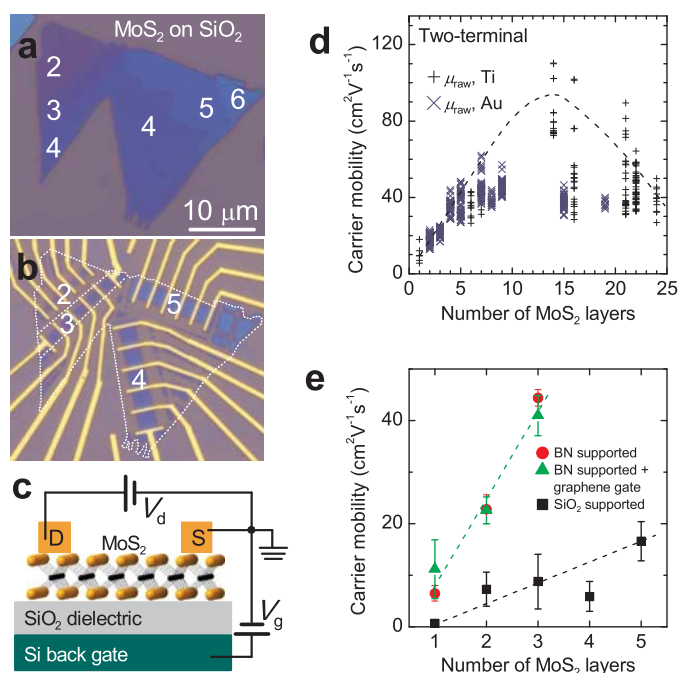 a
MoS₂ on SiO₂
2
3
4
4
5
6
10 μm
b
2
3
4
5
c
Vd
D
MoS₂
S
SiO₂ dielectric
Vg
Si back gate
d
Two-terminal
μraw, Ti
μraw, Au
Carrier mobility (cm²V⁻¹s⁻¹)
120
80
40
0
0 5 10 15 20 25
Number of MoS₂ layers
e
BN supported
BN supported +
graphene gate
SiO₂ supported
Carrier mobility (cm²V⁻¹s⁻¹)
40
20
0
1 2 3 4 5
Number of MoS₂ layers